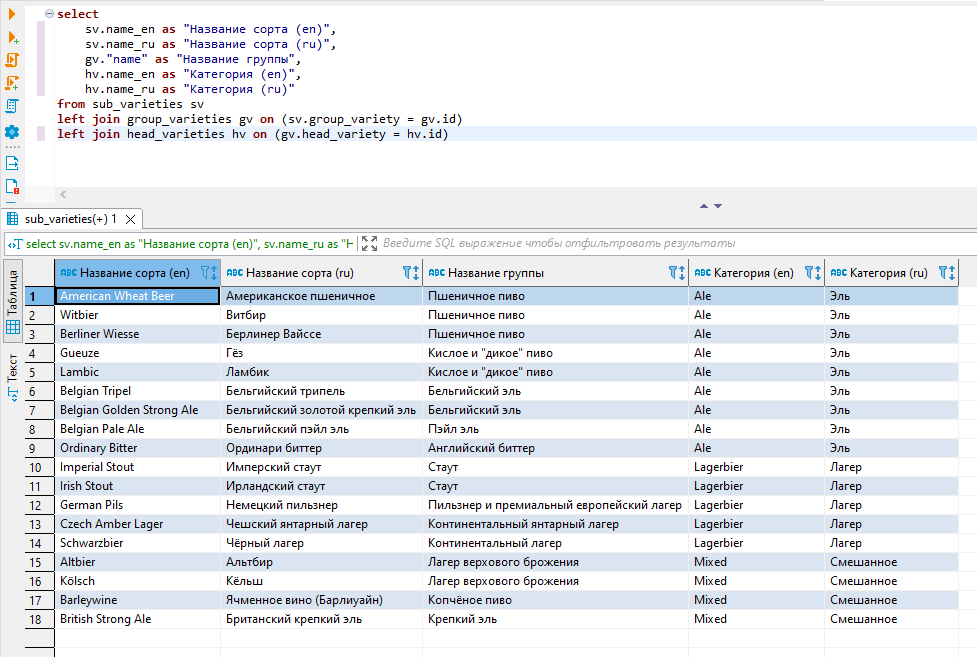 select
sv.name_en as "Название сорта (en)",
sv.name_ru as "Название сорта (ru)",
gv."name" as "Название группы",
hv.name_en as "Категория (en)",
hv.name_ru as "Категория (ru)"
from sub_varieties sv
left join group_varieties gv on (sv.group_variety = gv.id)
left join head_varieties hv on (gv.head_variety = hv.id)
sub_varieties(+) 1
select sv.name_en as "Название сорта (en)", sv.name_ru as "Н Введите SQL выражение чтобы отфильтровать результаты
Таблица
Текст
ABC Название сорта (en) ABC Название сорта (ru) ABC Название группы ABC Категория (en) ABC Категория (ru)
1 American Wheat Beer Американское пшеничное Пшеничное пиво Ale Эль
2 Witbier Витбир Пшеничное пиво Ale Эль
3 Berliner Wiesse Берлинер Вайссе Пшеничное пиво Ale Эль
4 Gueuze Гёз Кислое и "дикое" пиво Ale Эль
5 Lambic Ламбик Кислое и "дикое" пиво Ale Эль
6 Belgian Tripel Бельгийский трипель Бельгийский эль Ale Эль
7 Belgian Golden Strong Ale Бельгийский золотой крепкий эль Бельгийский эль Ale Эль
8 Belgian Pale Ale Бельгийский пэйл эль Пэйл эль Ale Эль
9 Ordinary Bitter Ординари биттер Английский биттер Ale Эль
10 Imperial Stout Имперский стаут Стаут Lagerbier Лагер
11 Irish Stout Ирландский стаут Стаут Lagerbier Лагер
12 German Pils Немецкий пильзнер Пильзнер и премиальный европейский лагер Lagerbier Лагер
13 Czech Amber Lager Чешский янтарный лагер Континентальный янтарный лагер Lagerbier Лагер
14 Schwarzbier Чёрный лагер Континентальный лагер Lagerbier Лагер
15 Altbier Альтбир Лагер верхового брожения Mixed Смешанное
16 Kölsch Кёльш Лагер верхового брожения Mixed Смешанное
17 Barleywine Ячменное вино (Барлиуайн) Копчёное пиво Mixed Смешанное
18 British Strong Ale Британский крепкий эль Крепкий эль Mixed Смешанное